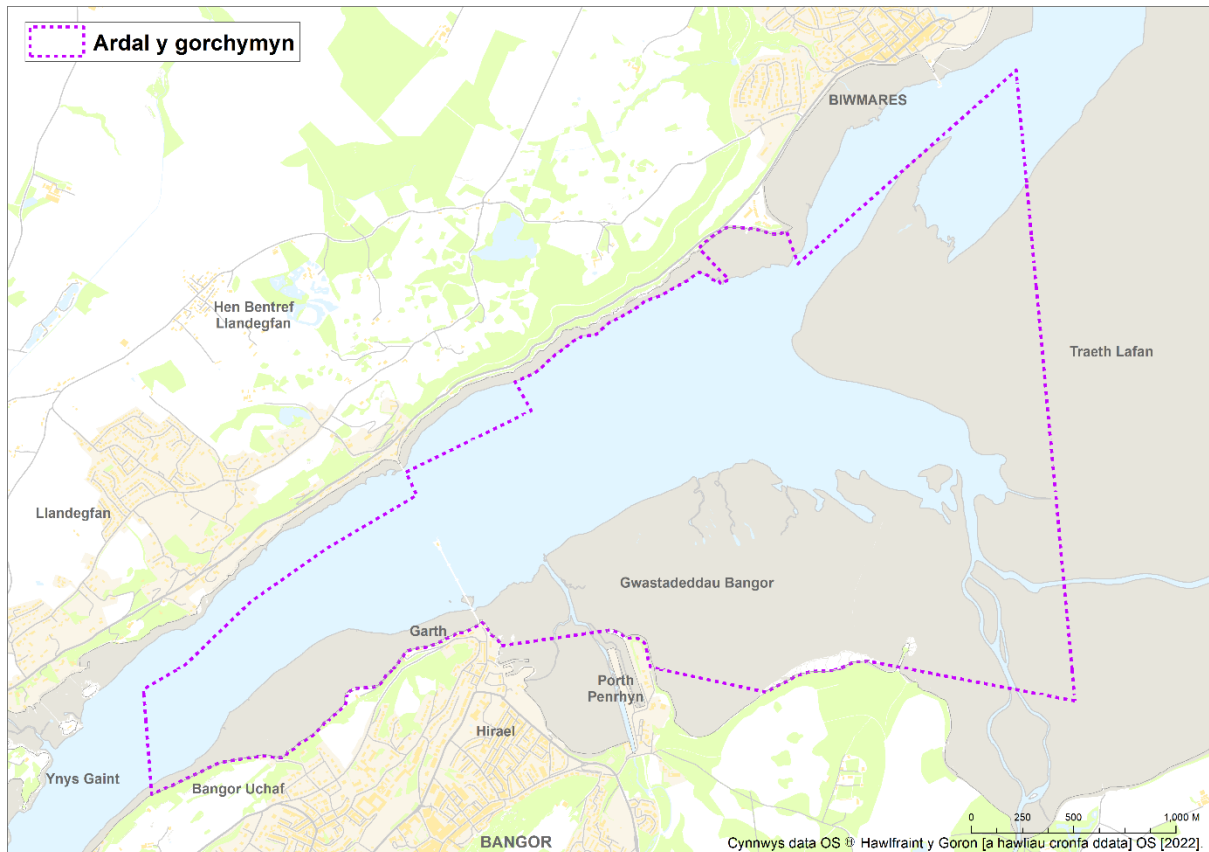 Ardal y gorchymyn
BIWMARES
Hen Bentref
Llandegfan
Traeth Lafan
Llandegfan
Gwastadeddau Bangor
Garth
Porth
Penrhyn
Hirael
Ynys Gaint
Bangor Uchaf
BANGOR
0 250 500 1,000 M
Cynnwys data OS ® Hawlfraint y Goron [a hawliau cronfa ddata] OS [2022].